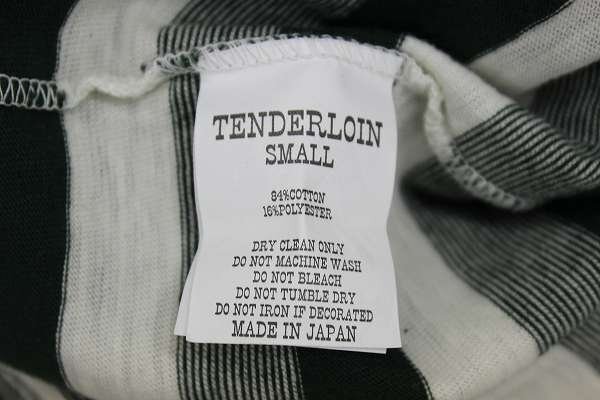 TENDERLOIN
SMALL
84%COTTON
16%POLYESTER
DRY CLEAN ONLY
DO NOT MACHINE WASH
DO NOT BLEACH
DO NOT TUMBLE DRY
DO NOT IRON IF DECORATED
MADE IN JAPAN